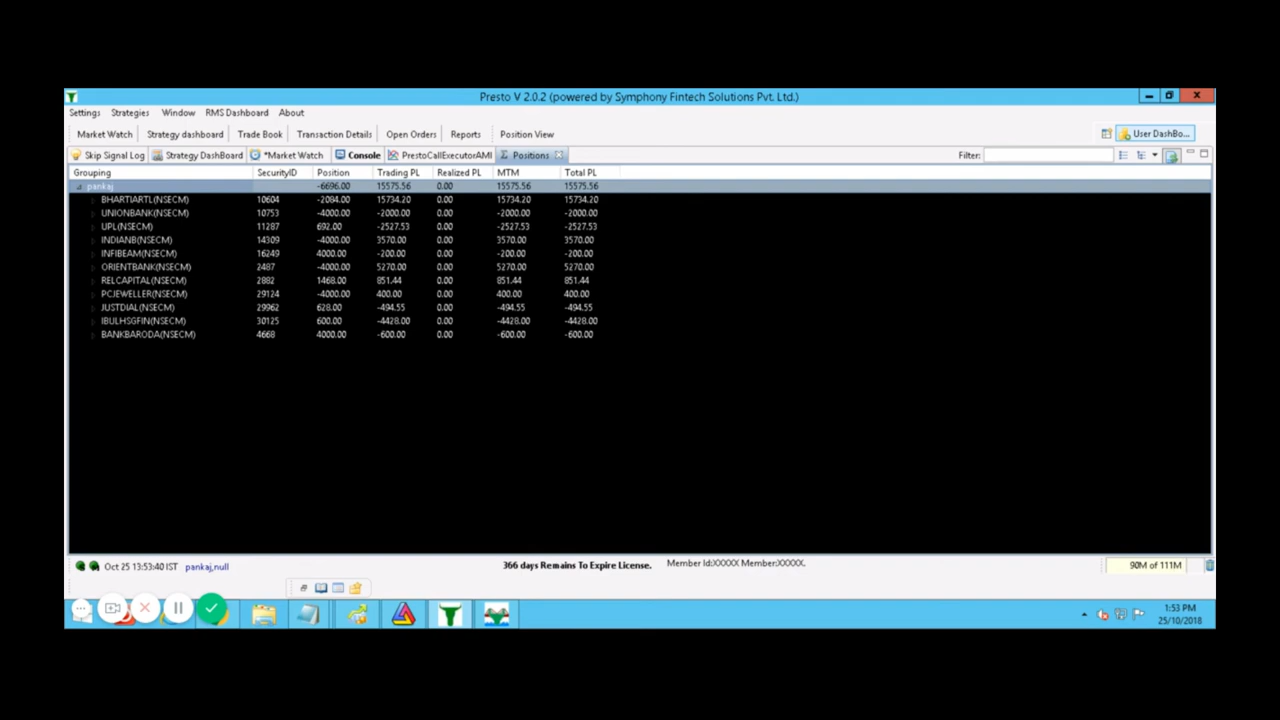 Presto V 2.0.2 (powered by Symphony Fintech Solutions Pvt. Ltd.)
Settings Strategies Window RMS Dashboard About
Market Watch Strategy dashboard Trade Book Transaction Details Open Orders Reports Position View User DashBo...
Skip Signal Log Strategy DashBoard *Market Watch Console PrestoCallExecutorAMI Positions Filter:
Grouping SecurityID Position Trading PL Realized PL MTM Total PL
pankaj -6696.00 15575.56 0.00 15575.56 15575.56
BHARTIARTL(NSECM) 10604 -2084.00 15734.20 0.00 15734.20 15734.20
UNIONBANK(NSECM) 10753 -4000.00 -2000.00 0.00 -2000.00 -2000.00
UPL(NSECM) 11287 692.00 -2527.53 0.00 -2527.53 -2527.53
INDIANB(NSECM) 14309 -4000.00 3570.00 0.00 3570.00 3570.00
INFIBEAM(NSECM) 16249 4000.00 -200.00 0.00 -200.00 -200.00
ORIENTBANK(NSECM) 2487 -4000.00 5270.00 0.00 5270.00 5270.00
RELCAPITAL(NSECM) 2882 1468.00 851.44 0.00 851.44 851.44
PCJEWELLER(NSECM) 29124 -4000.00 400.00 0.00 400.00 400.00
JUSTDIAL(NSECM) 29962 628.00 -494.55 0.00 -494.55 -494.55
IBULHSGFIN(NSECM) 30125 600.00 -4428.00 0.00 -4428.00 -4428.00
BANKBARODA(NSECM) 4668 4000.00 -600.00 0.00 -600.00 -600.00
Oct 25 13:53:40 IST pankaj,null 366 days Remains To Expire License. Member Id:XXXXX Member:XXXXX. 90M of 111M
1:53 PM
25/10/2018